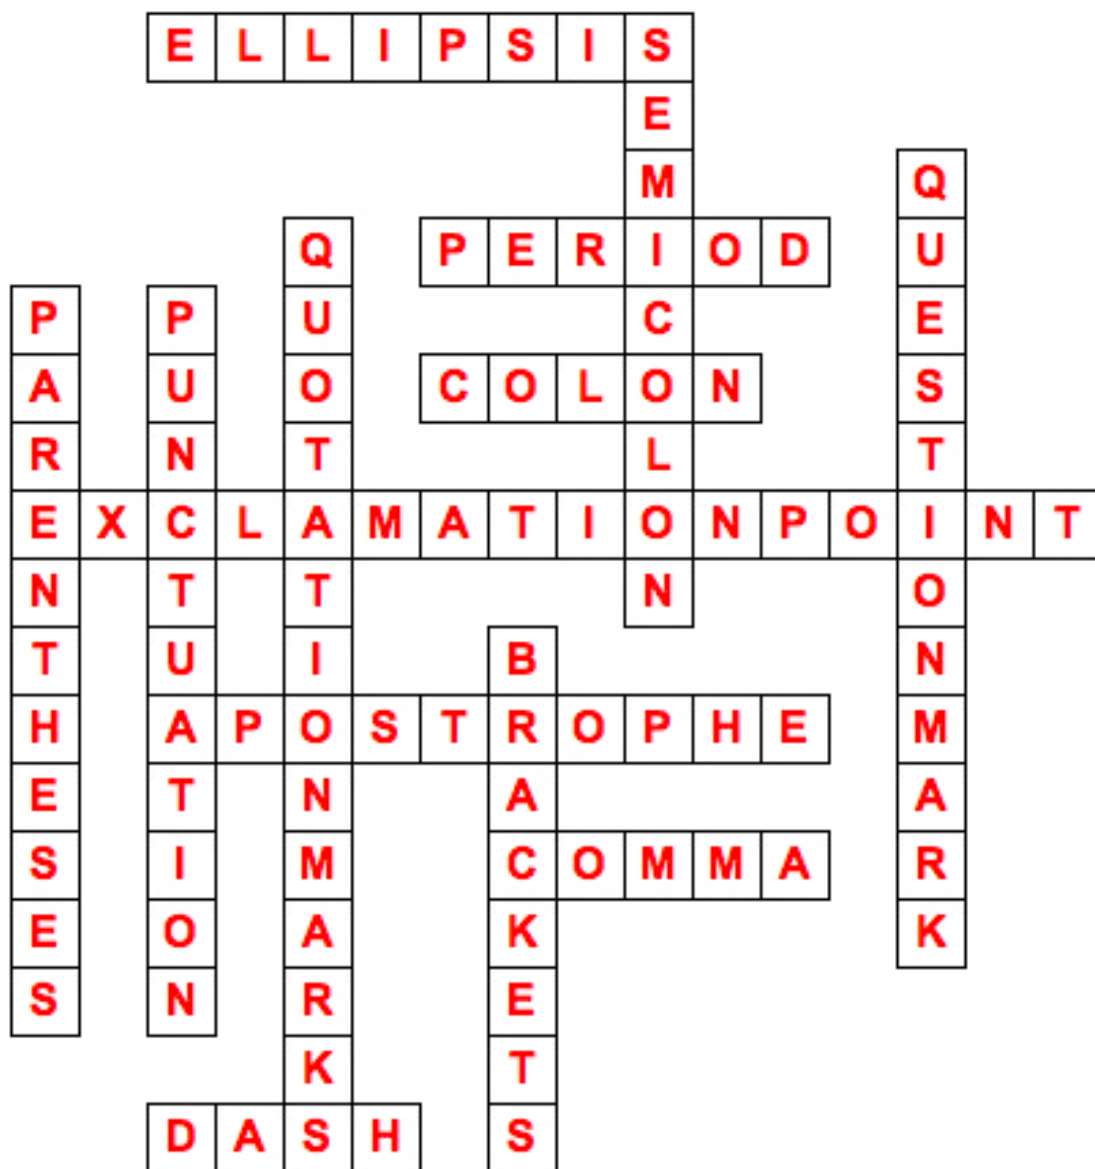 ELLIPSIS
SEMICOLON
QUESTIONMARK
QUOTATIONMARKS
PERIOD
PARENTHESES
PUNCTUATION
COLON
EXCLAMATIONPOINT
BRACKETS
APOSTROPHE
COMMA
DASH